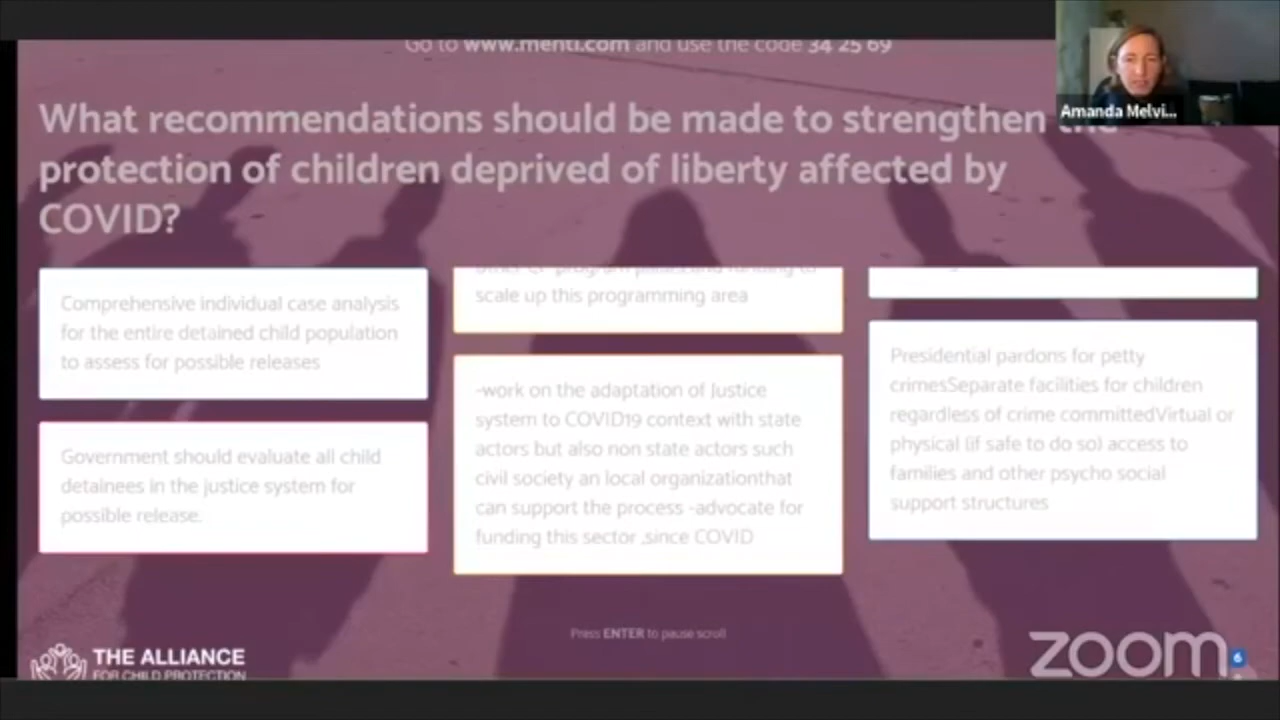 Go to www.menti.com and use the code 34 25 69
Amanda Melvi...
What recommendations should be made to strengthen the
protection of children deprived of liberty affected by
COVID?
Comprehensive individual case analysis
for the entire detained child population
to assess for possible releases
Government should evaluate all child
detainees in the justice system for
possible release.
other CP program and funding to
scale up this programming area
-work on the adaptation of Justice
system to COVID19 context with state
actors but also non state actors such
civil society an local organizationthat
can support the process -advocate for
funding this sector ,since COVID
Presidential pardons for petty
crimesSeparate facilities for children
regardless of crime committedVirtual or
physical (if safe to do so) access to
families and other psycho social
support structures
Press ENTER to pause scroll
THE ALLIANCE
FOR CHILD PROTECTION
zoom
6